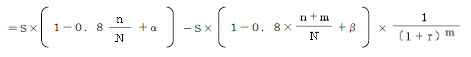 =S×(1-0.8 n/N +α) -S×(1-0.8× n+m/N +β) × 1/(1+r)^m